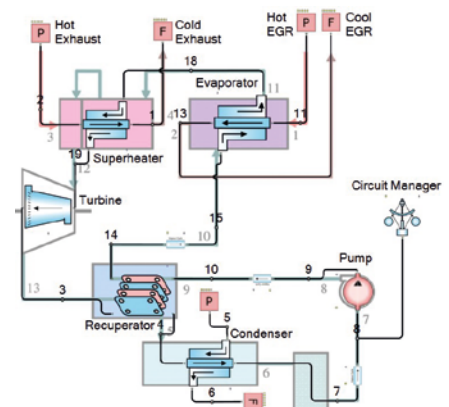 Hot
Exhaust
P
Cold
Exhaust
F
Hot
EGR
P
F
Cool
EGR
18
Evaporator
11
2
3
1
4
13
2
11
1
Superheater
19
12
Turbine
Circuit Manager
15
10
14
13
3
10
9
8
Pump
7
8
9
Recuperator
4
5
P
5
Condenser
6
7
6
F